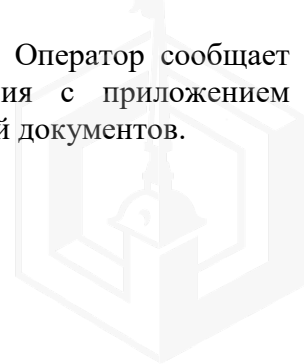 Оператор сообщает
ия с приложением
й документов.